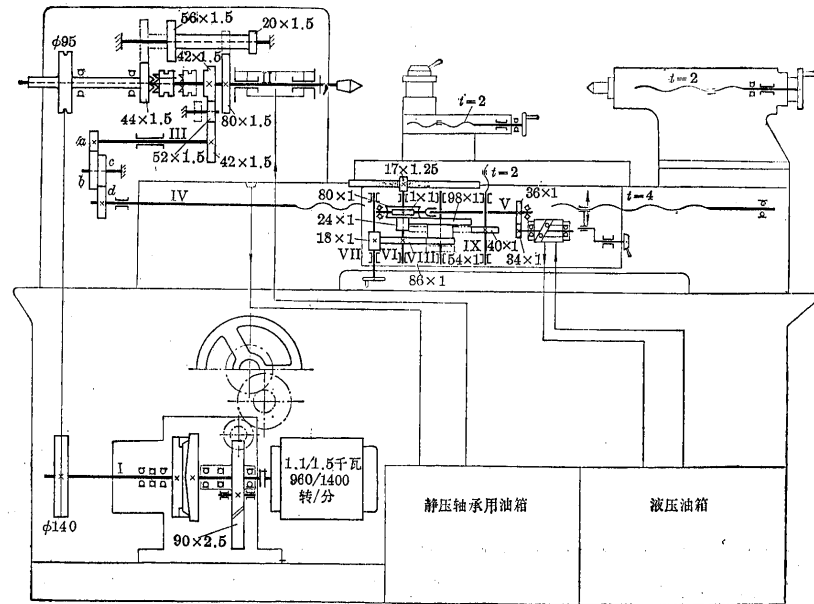 56×1.5
20×1.5
φ95
42×1.5
44×1.5
80×1.5
III
52×1.5
42×1.5
a
b
c
d
IV
t=2
t=2
17×1.25
t=2
80×1
1×1
98×1
V
36×1
t=4
24×1
18×1
VII
VI
VIII
54×1
IX
40×1
34×1
86×1
I
φ140
90×2.5
1.1/1.5千瓦
960/1400
转/分
静压轴承用油箱
液压油箱